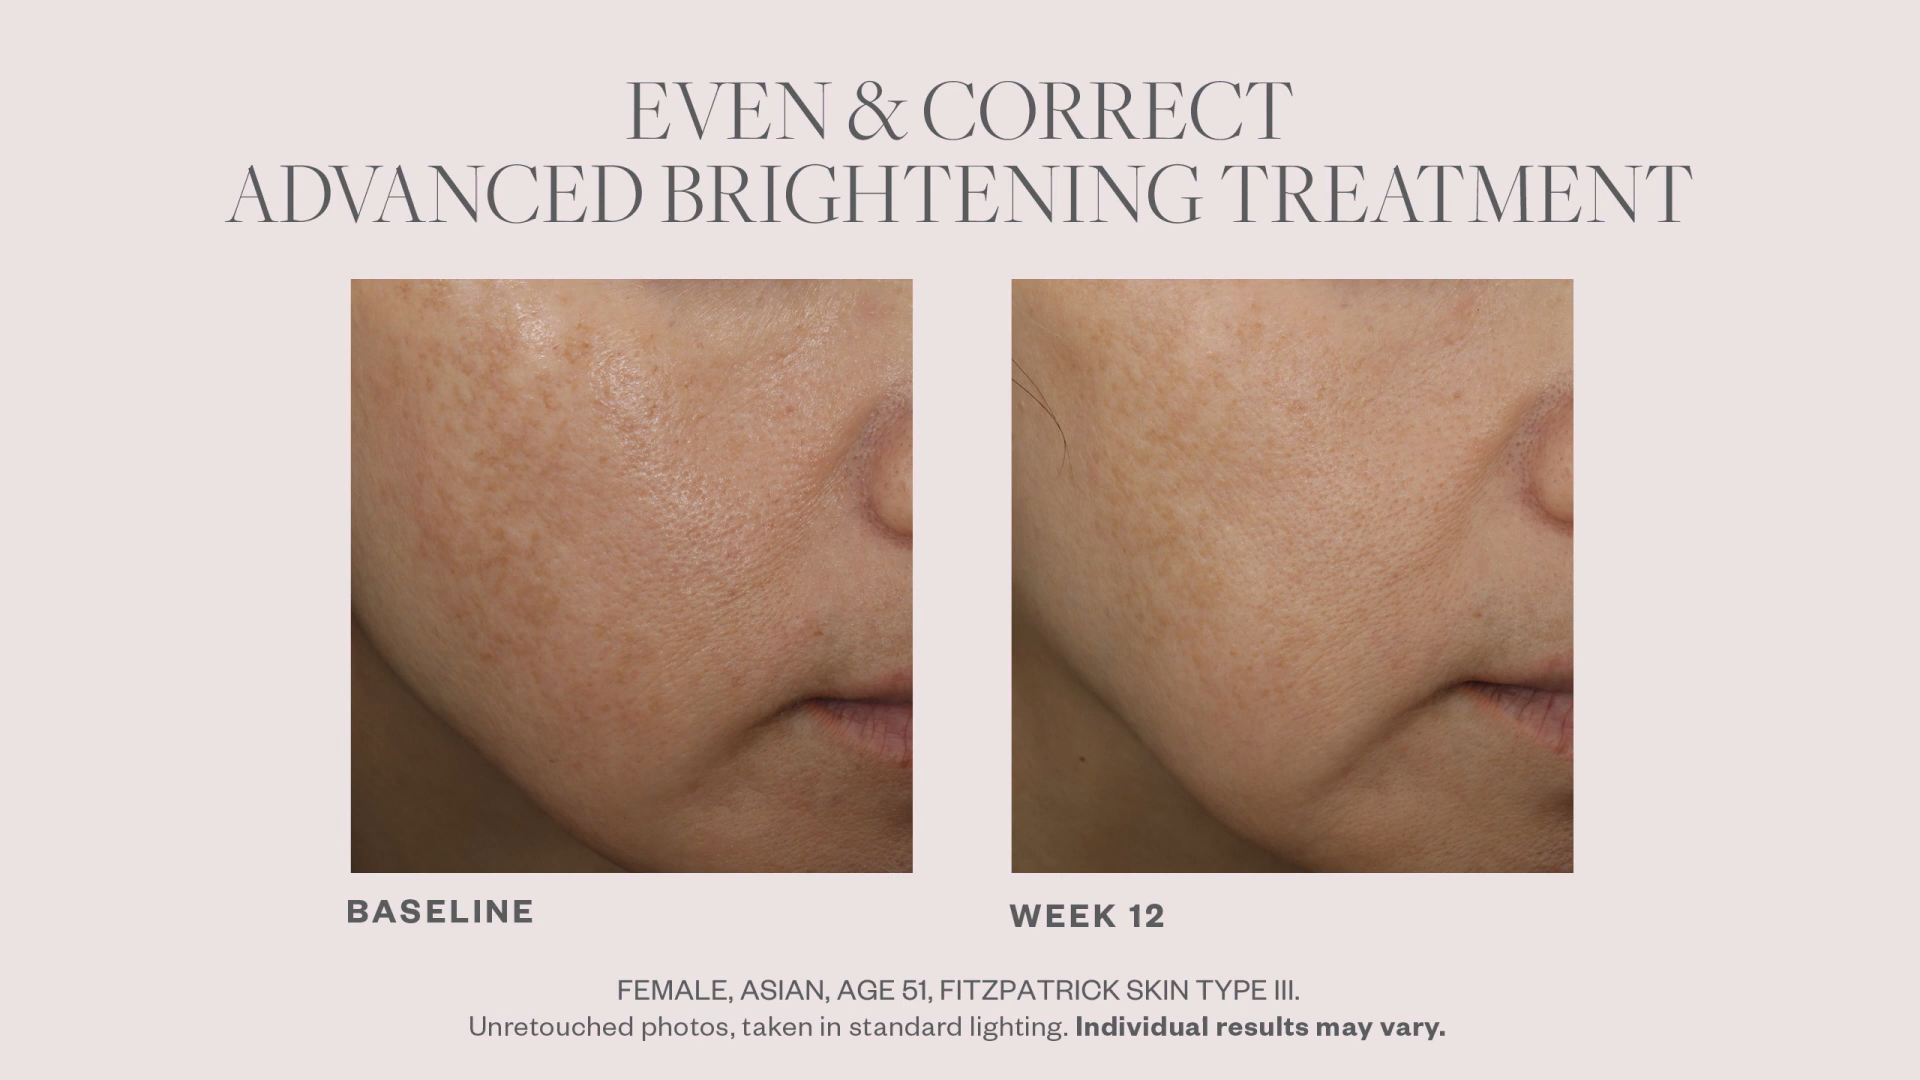 EVEN & CORRECT
ADVANCED BRIGHTENING TREATMENT
BASELINE
WEEK 12
FEMALE, ASIAN, AGE 51, FITZPATRICK SKIN TYPE III.
Unretouched photos, taken in standard lighting. Individual results may vary.